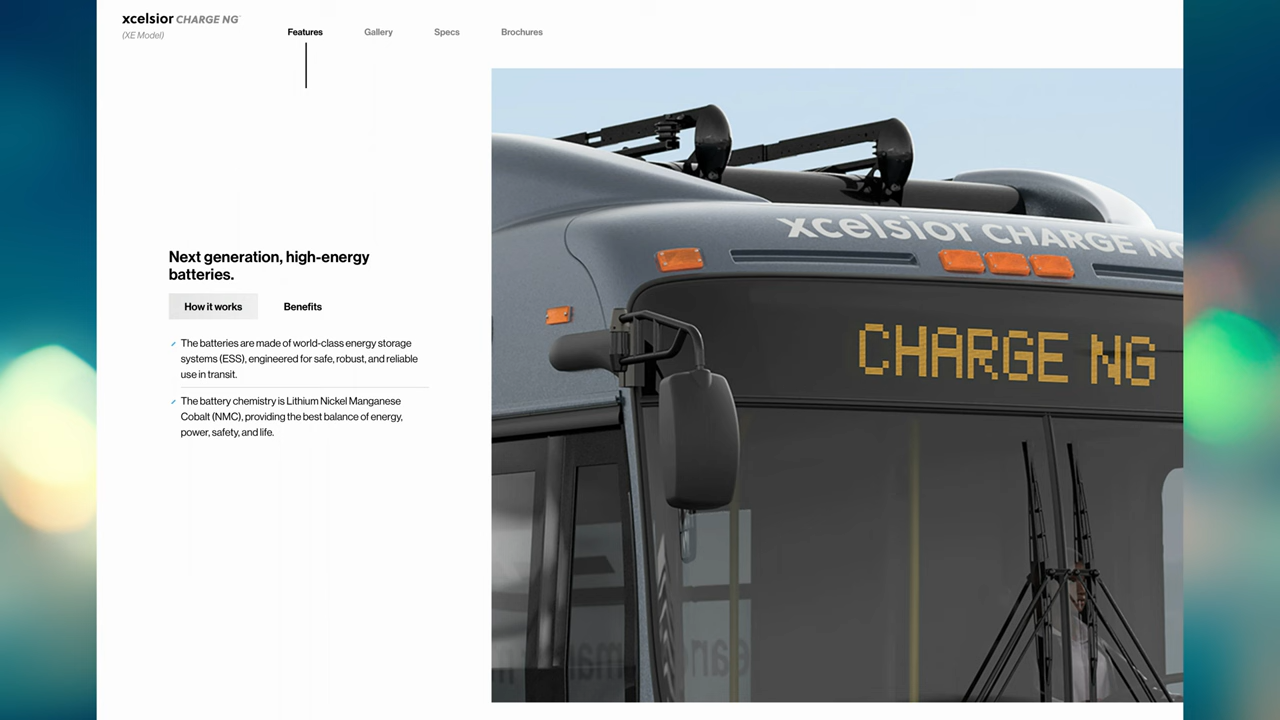 xcelsior CHARGE NG™
(XE Model)
Features
Gallery
Specs
Brochures
Next generation, high-energy
batteries.
How it works
Benefits
The batteries are made of world-class energy storage
systems (ESS), engineered for safe, robust, and reliable
use in transit.
The battery chemistry is Lithium Nickel Manganese
Cobalt (NMC), providing the best balance of energy,
power, safety, and life.
xcelsior CHARGE NG
CHARGE NG